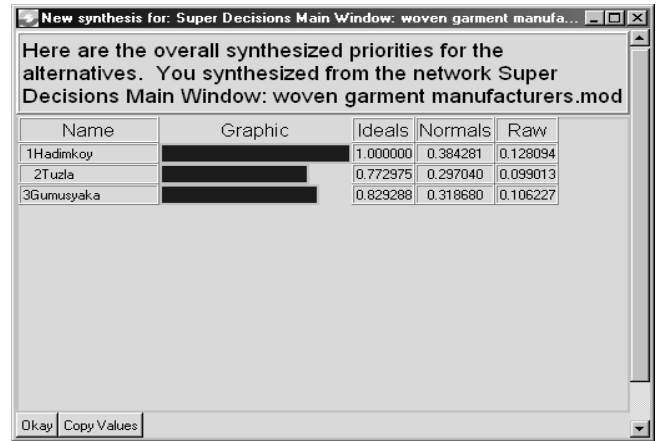 New synthesis for: Super Decisions Main Window: woven garment manufa...
Here are the overall synthesized priorities for the
alternatives. You synthesized from the network Super
Decisions Main Window: woven garment manufacturers.mod
Name Graphic Ideals Normals Raw
1Hadimkoy 1.000000 0.384281 0.128094
2Tuzla 0.772975 0.297040 0.099013
3Gumusyaka 0.829288 0.318680 0.106227
Okay Copy Values